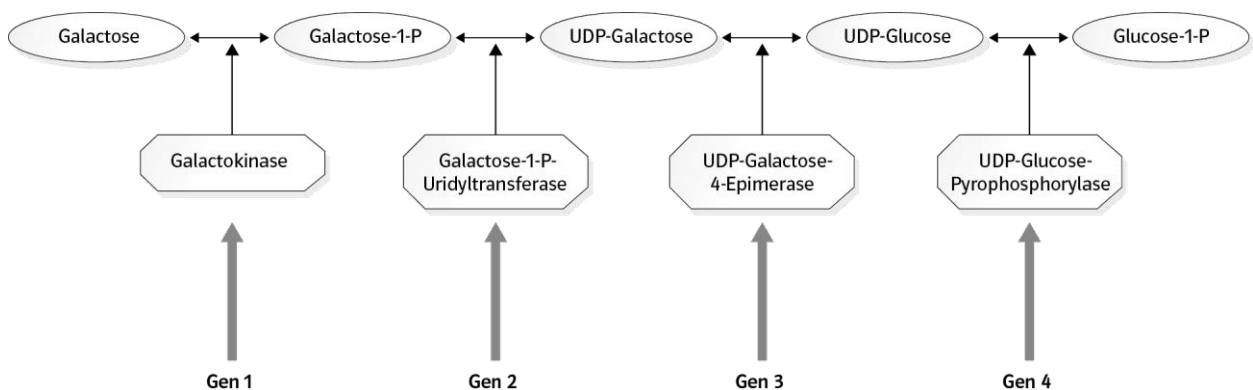 Galactose
Galactose-1-P
UDP-Galactose
UDP-Glucose
Glucose-1-P
Galactokinase
Galactose-1-P-
Uridyltransferase
UDP-Galactose-
4-Epimerase
UDP-Glucose-
Pyrophosphorylase
Gen 1
Gen 2
Gen 3
Gen 4